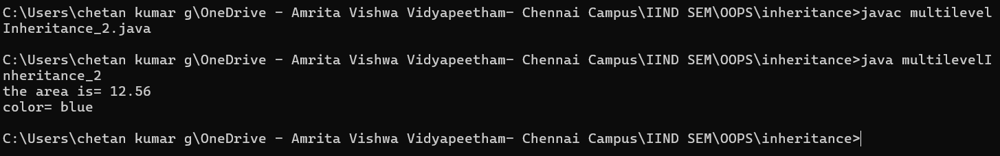 C:\Users\chetan kumar g\OneDrive - Amrita Vishwa Vidyapeetham- Chennai Campus\IIND SEM\OOPS\inheritance>javac multilevel
Inheritance_2.java
C:\Users\chetan kumar g\OneDrive - Amrita Vishwa Vidyapeetham- Chennai Campus\IIND SEM\OOPS\inheritance>java multilevelI
nheritance_2
the area is= 12.56
color= blue
C:\Users\chetan kumar g\OneDrive - Amrita Vishwa Vidyapeetham- Chennai Campus\IIND SEM\OOPS\inheritance>